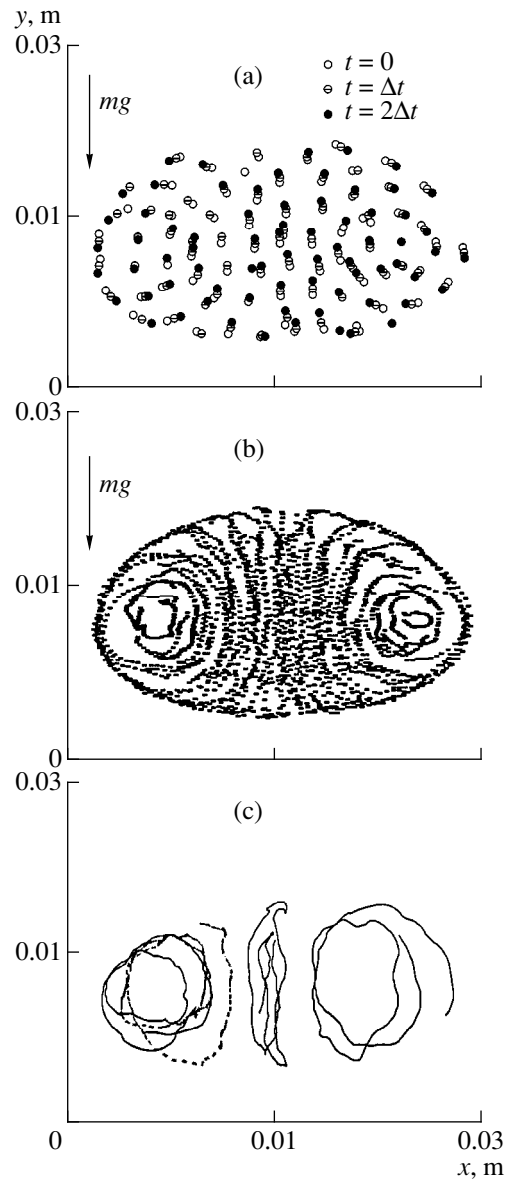 y, m
0.03
(a)
t = 0
t = Δt
t = 2Δt
mg
0.01
0
0.03
(b)
mg
0.01
0
0.03
(c)
0.01
0
0.01
0.03
x, m